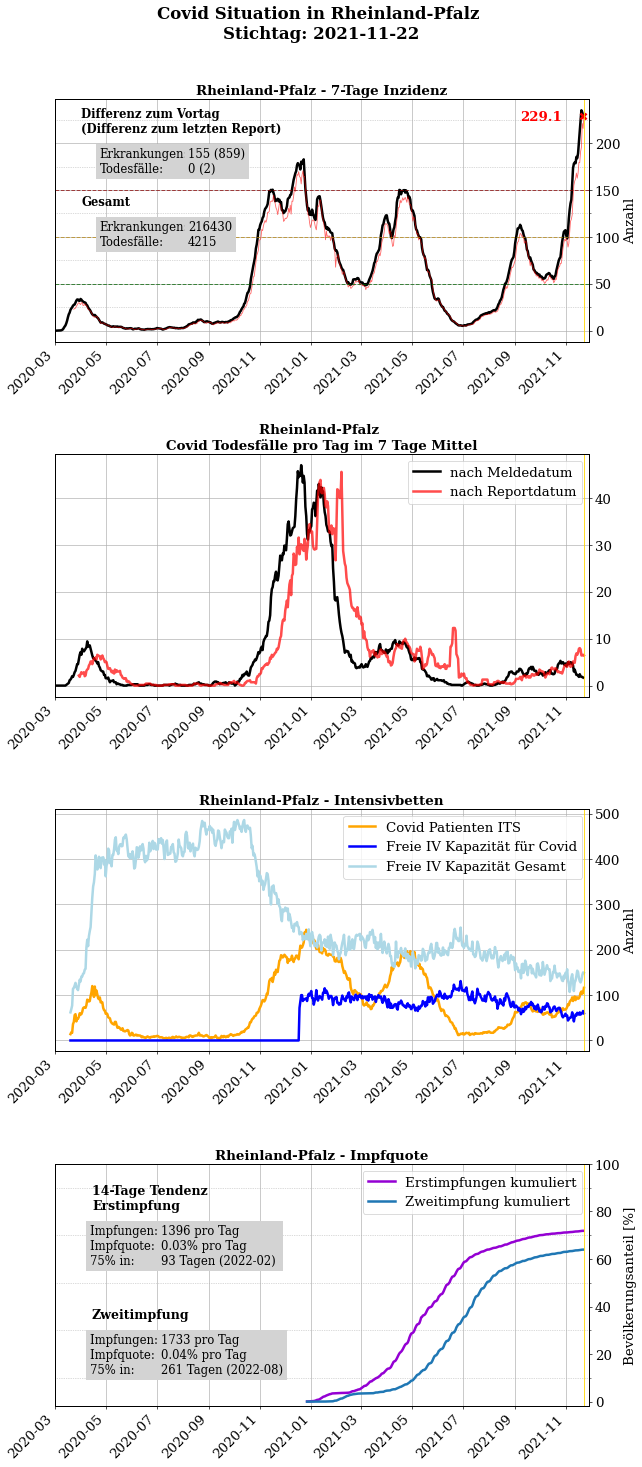 Covid Situation in Rheinland-Pfalz
Stichtag: 2021-11-22
Rheinland-Pfalz - 7-Tage Inzidenz
Differenz zum Vortag
(Differenz zum letzten Report)
Erkrankungen 155 (859)
Todesfälle: 0 (2)
Gesamt
Erkrankungen 216430
Todesfälle: 4215
229.1
200
150
100
50
0
Anzahl
2020-03
2020-05
2020-07
2020-09
2020-11
2021-01
2021-03
2021-05
2021-07
2021-09
2021-11
Rheinland-Pfalz
Covid Todesfälle pro Tag im 7 Tage Mittel
nach Meldedatum
nach Reportdatum
40
30
20
10
0
2020-03
2020-05
2020-07
2020-09
2020-11
2021-01
2021-03
2021-05
2021-07
2021-09
2021-11
Rheinland-Pfalz - Intensivbetten
Covid Patienten ITS
Freie IV Kapazität für Covid
Freie IV Kapazität Gesamt
500
400
300
200
100
0
Anzahl
2020-03
2020-05
2020-07
2020-09
2020-11
2021-01
2021-03
2021-05
2021-07
2021-09
2021-11
Rheinland-Pfalz - Impfquote
14-Tage Tendenz
Erstimpfung
Impfungen: 1396 pro Tag
Impfquote: 0.03% pro Tag
75% in: 93 Tagen (2022-02)
Zweitimpfung
Impfungen: 1733 pro Tag
Impfquote: 0.04% pro Tag
75% in: 261 Tagen (2022-08)
Erstimpfungen kumuliert
Zweitimpfung kumuliert
100
80
60
40
20
0
Bevölkerungsanteil [%]
2020-03
2020-05
2020-07
2020-09
2020-11
2021-01
2021-03
2021-05
2021-07
2021-09
2021-11